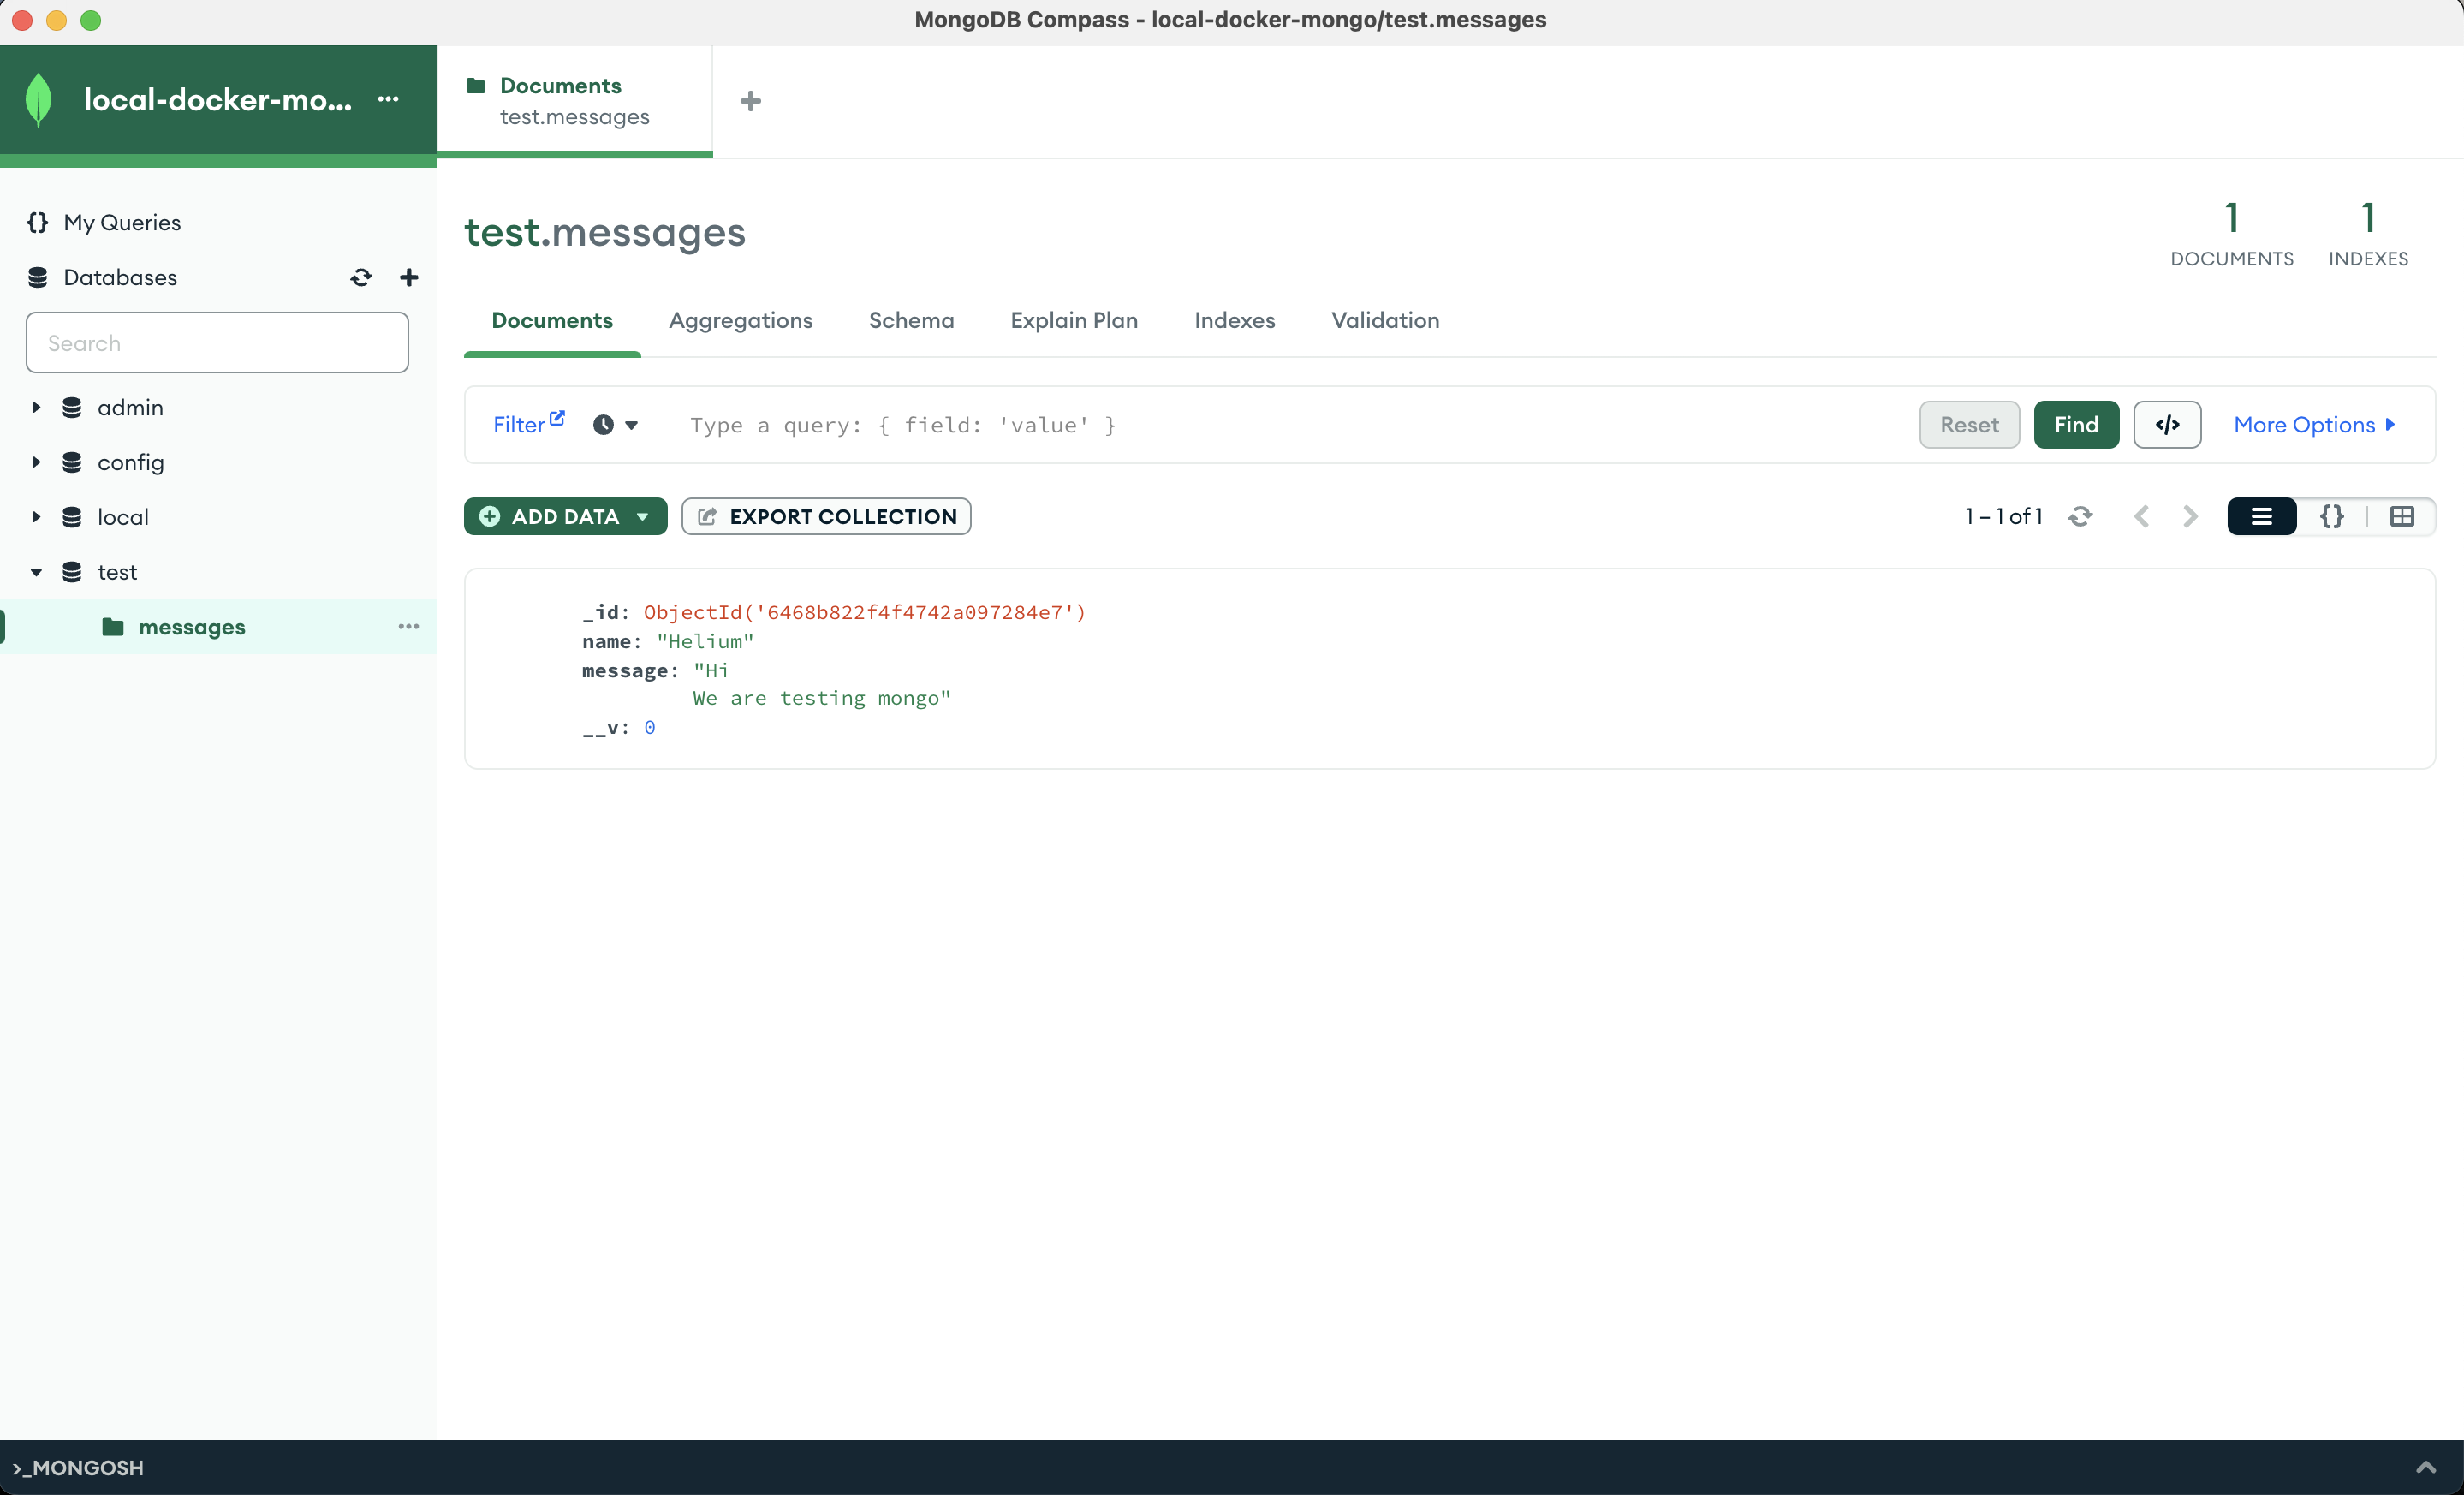 MongoDB Compass - local-docker-mongo/test.messages
local-docker-mo...
Documents
test.messages
My Queries
Databases
Search
admin
config
local
test
messages
test.messages
1
DOCUMENTS
1
INDEXES
Documents Aggregations Schema Explain Plan Indexes Validation
Filter Type a query: { field: 'value' } Reset Find </> More Options
ADD DATA EXPORT COLLECTION 1 – 1 of 1 {}
_id: ObjectId('6468b822f4f4742a097284e7')
name: "Helium"
message: "Hi
We are testing mongo"
__v: 0
>_MONGOSH